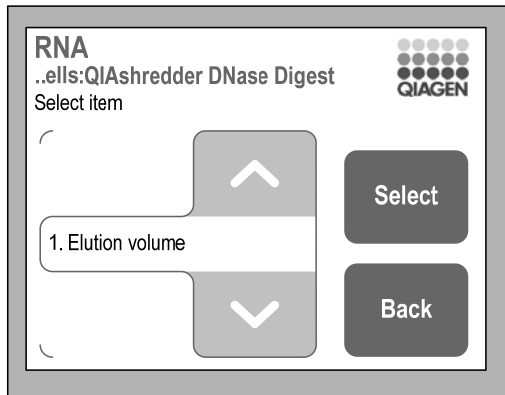 RNA
..ells:QIAshredder DNase Digest
Select item
QIAGEN
1. Elution volume
Select
Back